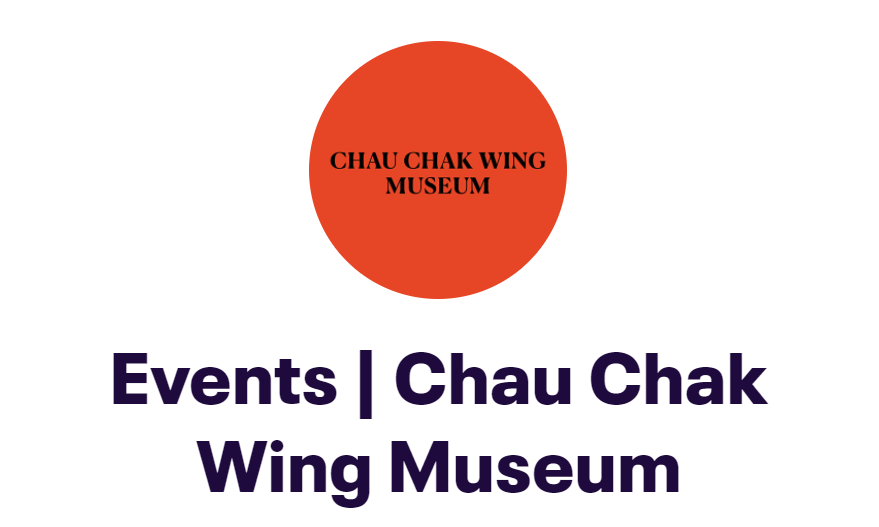 CHAU CHAK WING
MUSEUM
Events | Chau Chak
Wing Museum